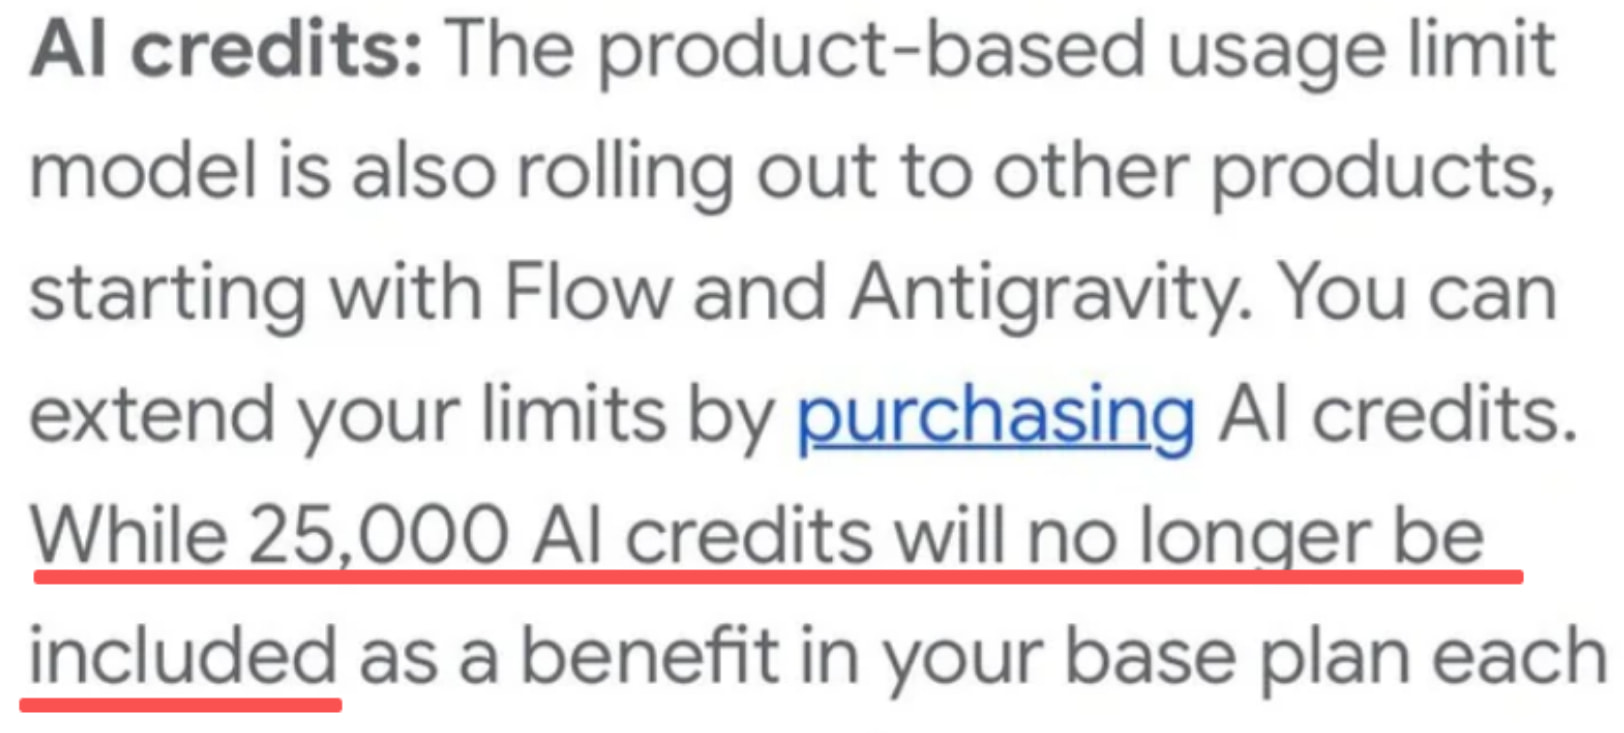 AI credits: The product-based usage limit
model is also rolling out to other products,
starting with Flow and Antigravity. You can
extend your limits by purchasing AI credits.
While 25,000 AI credits will no longer be
included as a benefit in your base plan each